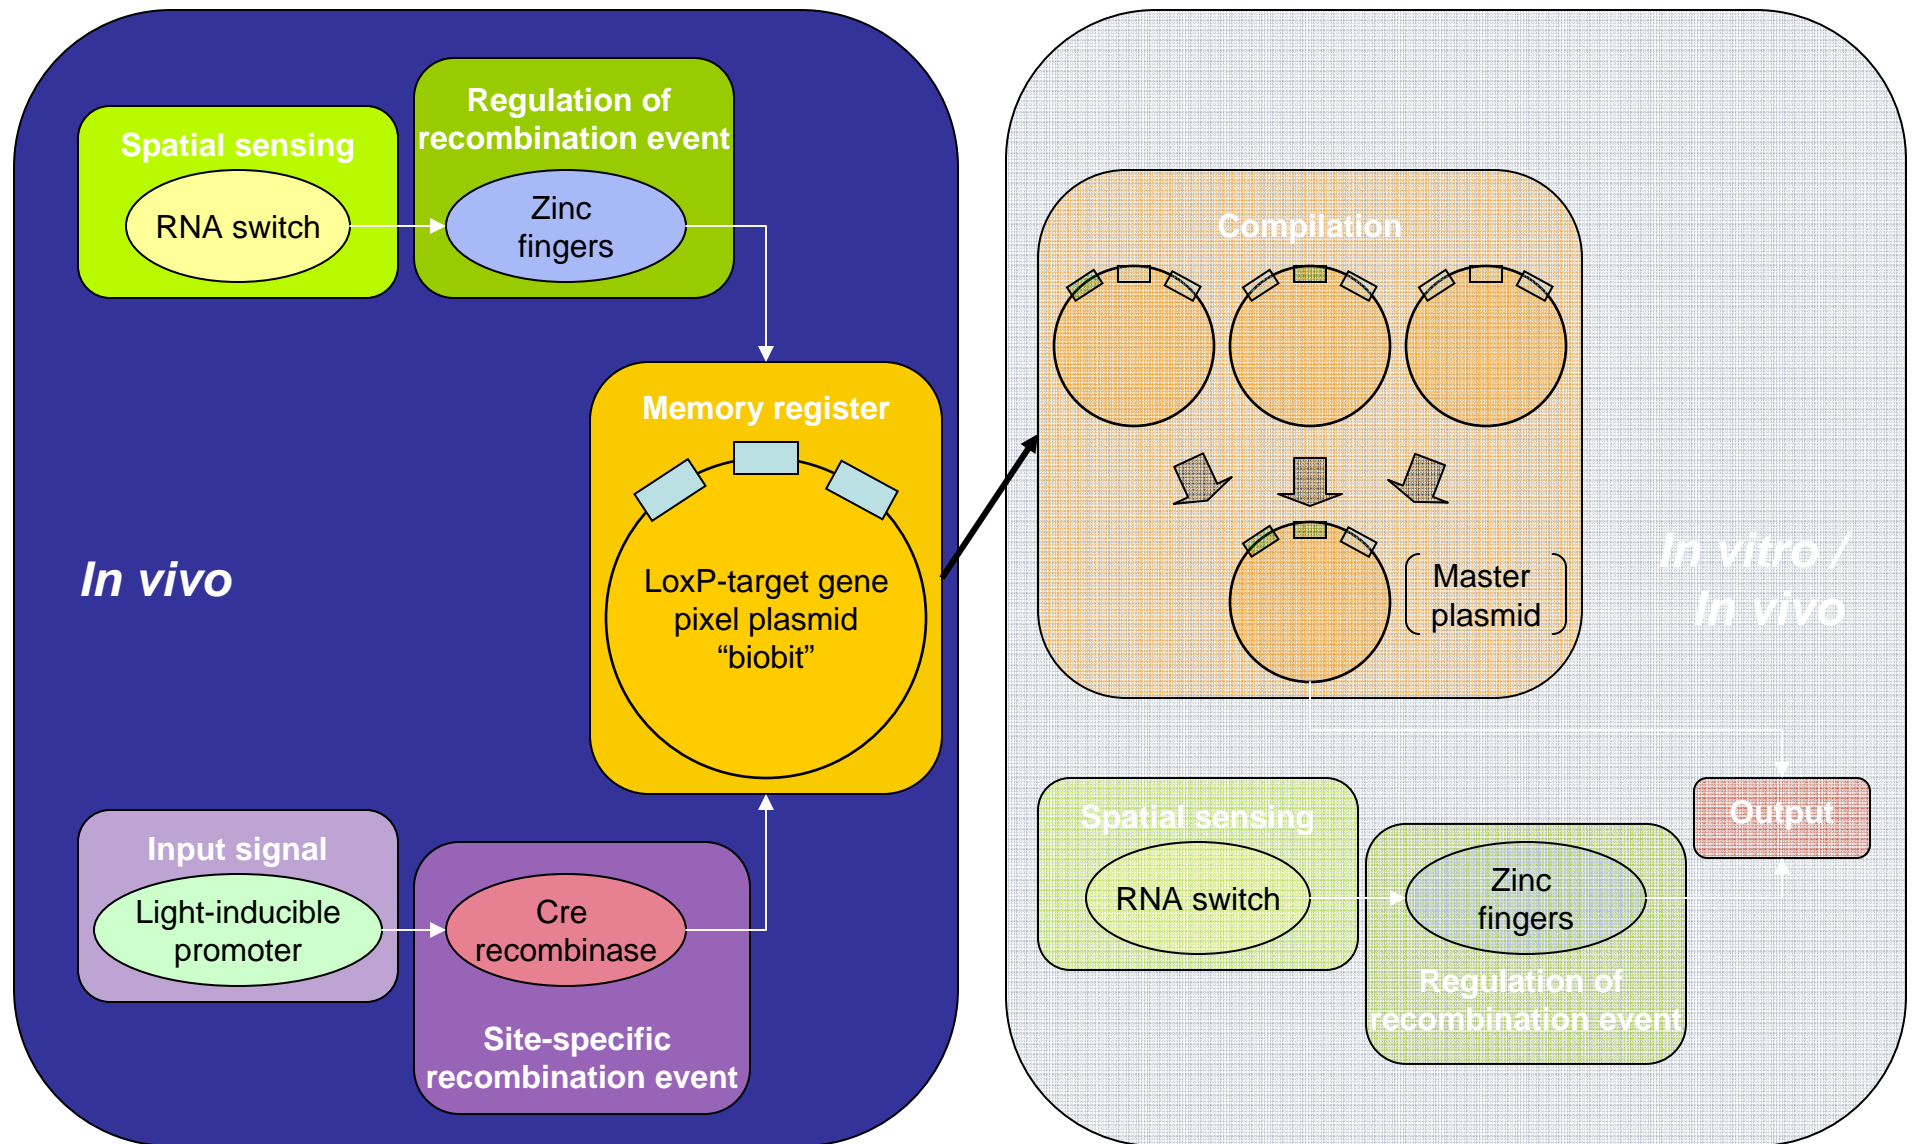 Spatial sensing
RNA switch
Regulation of
recombination event
Zinc
fingers
Memory register
LoxP-target gene
pixel plasmid
“biobit”
In vivo
Input signal
Light-inducible
promoter
Cre
recombinase
Site-specific
recombination event
Compilation
Master
plasmid
In vitro /
In vivo
Spatial sensing
RNA switch
Zinc
fingers
Regulation of
recombination event
Output